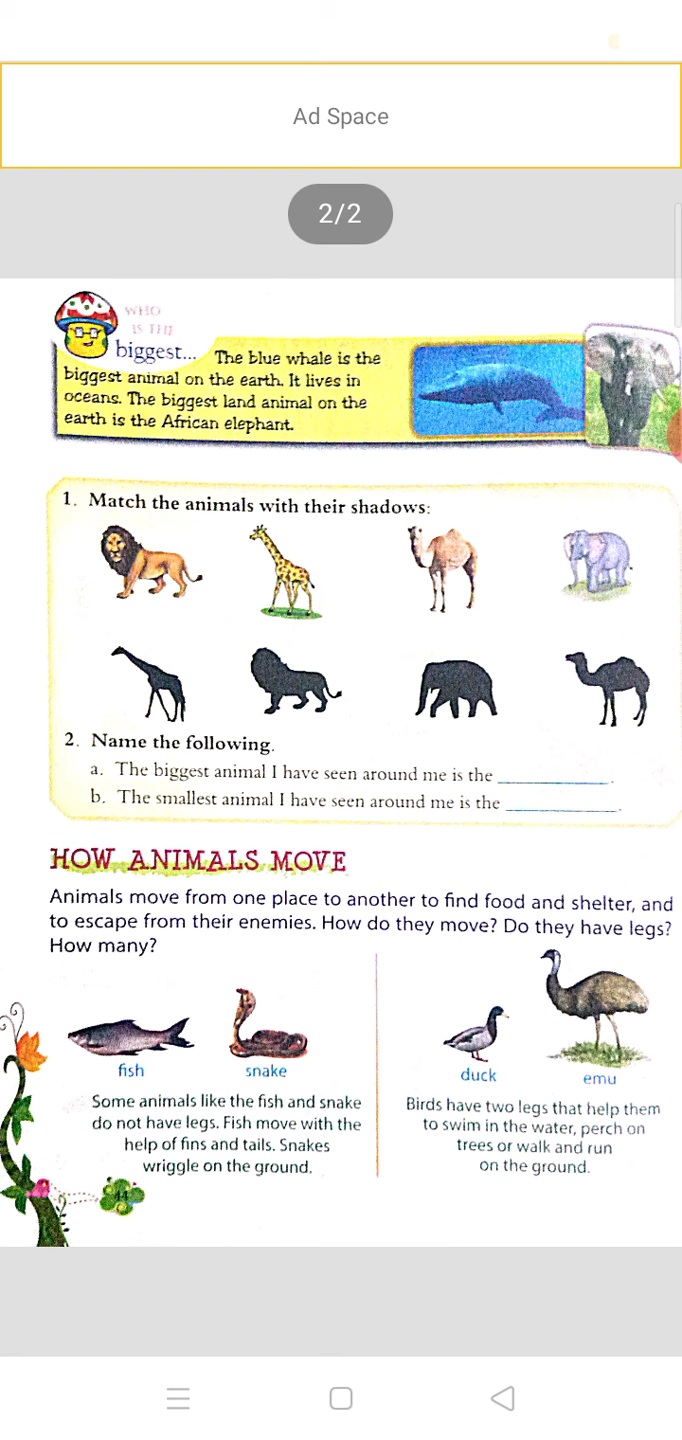 Ad Space
2/2
WHO
IS THE
biggest... The blue whale is the
biggest animal on the earth. It lives in
oceans. The biggest land animal on the
earth is the African elephant.
1. Match the animals with their shadows:
2. Name the following.
a. The biggest animal I have seen around me is the ____________.
b. The smallest animal I have seen around me is the ____________.
HOW ANIMALS MOVE
Animals move from one place to another to find food and shelter, and
to escape from their enemies. How do they move? Do they have legs?
How many?
fish
snake
Some animals like the fish and snake
do not have legs. Fish move with the
help of fins and tails. Snakes
wriggle on the ground.
duck
emu
Birds have two legs that help them
to swim in the water, perch on
trees or walk and run
on the ground.
44